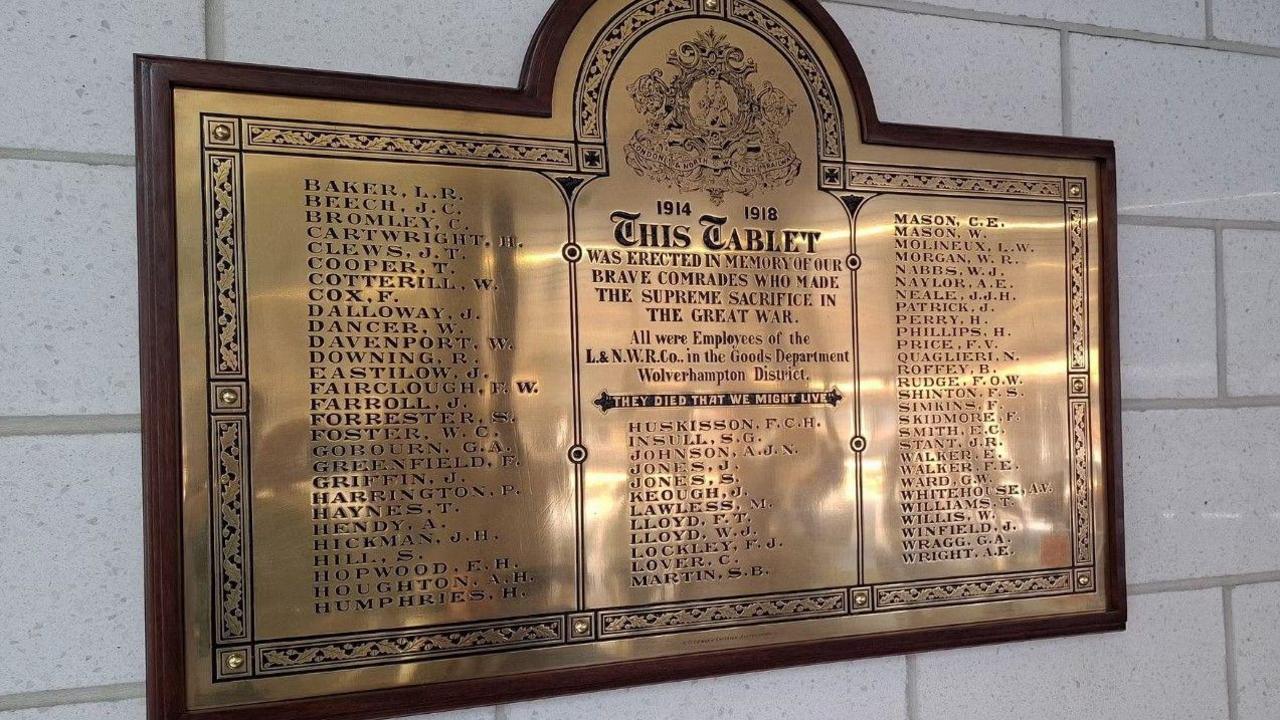 LONDON & NORTH WESTERN RAILWAY
1914 1918
THIS TABLET
WAS ERECTED IN MEMORY OF OUR
BRAVE COMRADES WHO MADE
THE SUPREME SACRIFICE IN
THE GREAT WAR.
All were Employees of the
L.& N.W.R.Co., in the Goods Department
Wolverhampton District.
THEY DIED THAT WE MIGHT LIVE
BAKER, L.R.
BEECH, J.C.
BROMLEY, C.
CARTWRIGHT, H.
CLEWS, J.T.
COOPER, T.
COTTERILL, W.
COX, F.
DALLOWAY, J.
DANCER, W.
DAVENPORT, W.
DOWNING, R.
EASTILOW, J.
FAIRCLOUGH, F. W.
FARROLL, J.
FORRESTER, S.
FOSTER, W. C.
GOBOURN, G.A.
GREENFIELD, F.
GRIFFIN, J.
HARRINGTON, P.
HAYNES, T.
HENDY, A.
HICKMAN, J.H.
HILL, S.
HOPWOOD, E.H.
HOUGHTON, A.H.
HUMPHRIES, H.
HUSKISSON, F.C.H.
INSULL, S.G.
JOHNSON, A.J.N.
JONES, J.
JONES, S.
KEOUGH, J.
LAWLESS, M.
LLOYD, F.T.
LLOYD, W.J.
LOCKLEY, F.J.
LOVER, C.
MARTIN, S.B.
MASON, C.E.
MASON, W.
MOLINEUX, L.W.
MORGAN, W.R.
NABBS, W.J.
NAYLOR, A.E.
NEALE, J.J.H.
PATRICK, J.
PERRY, H.
PHILLIPS, H.
PRICE, F.V.
QUAGLIERI, N.
ROFFEY, B.
RUDGE, F.O.W.
SHINTON, F.S.
SIMKINS, F.
SKIDMORE, F.
SMITH, E.C.
STANT, J.R.
WALKER, E.
WALKER, F.E.
WARD, G.W.
WHITEHOUSE, A.V.
WILLIAMS, T.
WILLIS, W.
WINFIELD, J.
WRAGG, G.A.
WRIGHT, A.E.